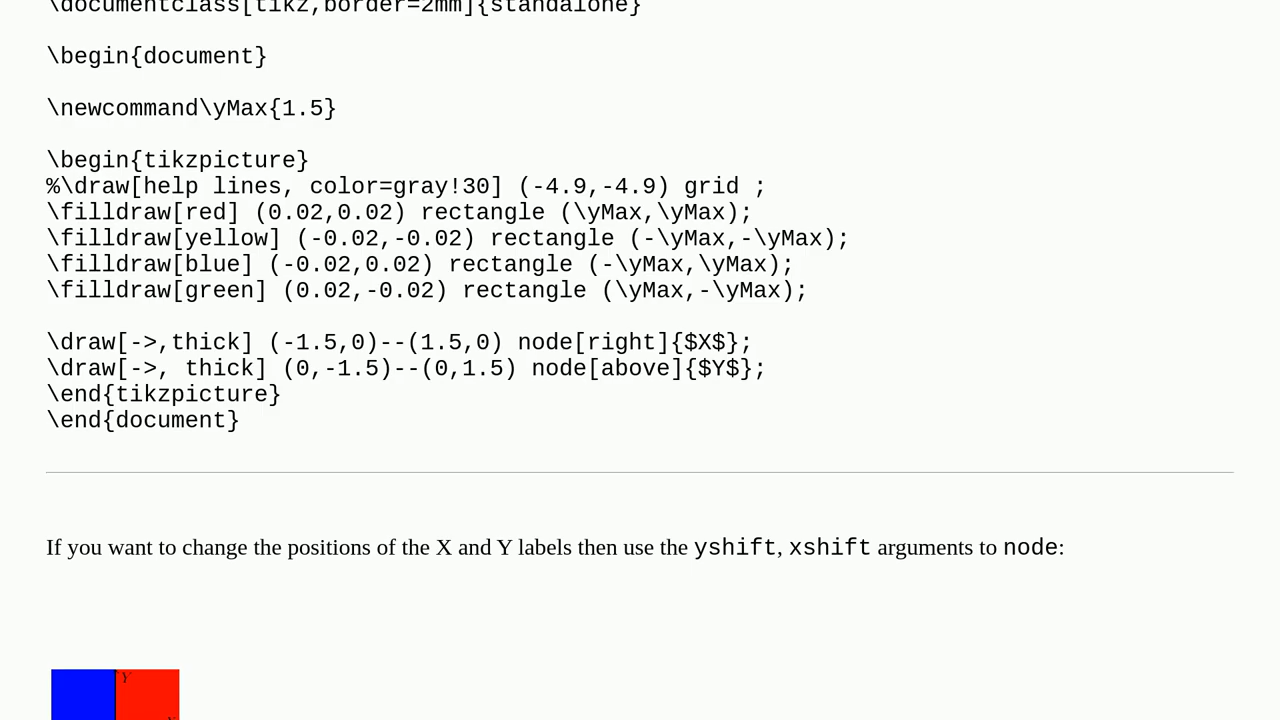 \documentclass[tikz,border=2mm]{standalone}
\begin{document}
\newcommand\yMax{1.5}
\begin{tikzpicture}
%\draw[help lines, color=gray!30] (-4.9,-4.9) grid ;
\filldraw[red] (0.02,0.02) rectangle (\yMax,\yMax);
\filldraw[yellow] (-0.02,-0.02) rectangle (-\yMax,-\yMax);
\filldraw[blue] (-0.02,0.02) rectangle (-\yMax,\yMax);
\filldraw[green] (0.02,-0.02) rectangle (\yMax,-\yMax);
\draw[->,thick] (-1.5,0)--(1.5,0) node[right]{$X$};
\draw[->, thick] (0,-1.5)--(0,1.5) node[above]{$Y$};
\end{tikzpicture}
\end{document}
If you want to change the positions of the X and Y labels then use the yshift, xshift arguments to node:
Y